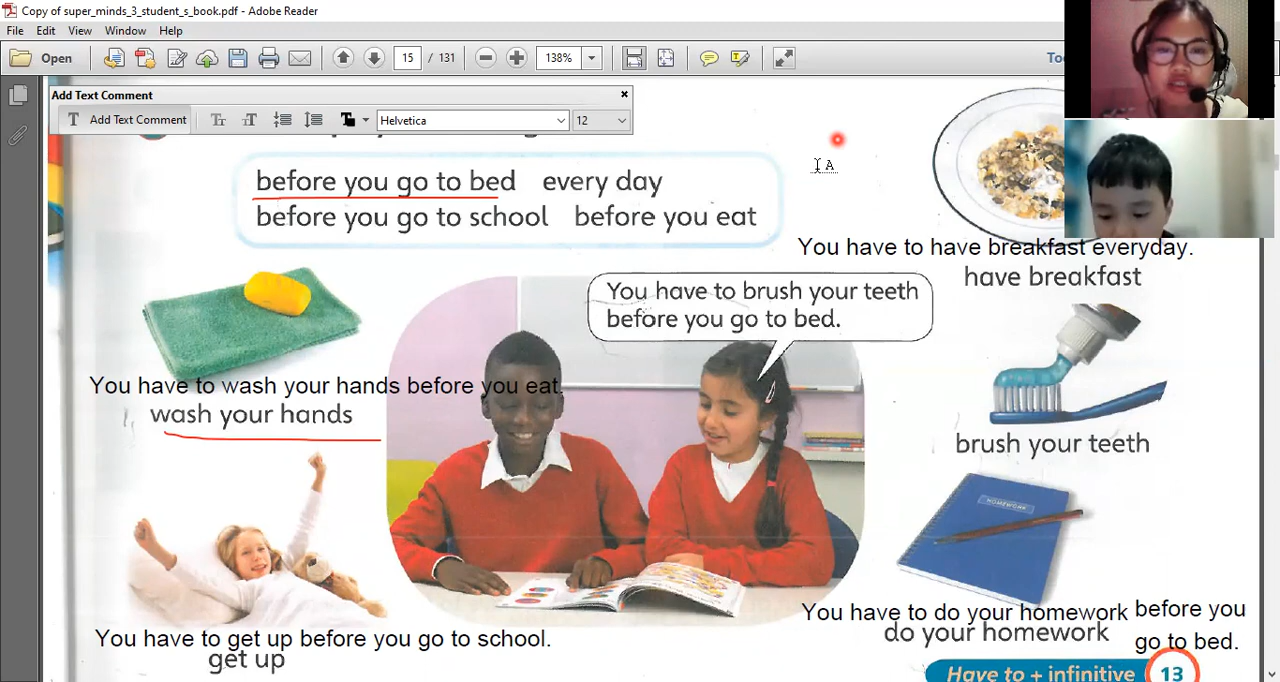 Copy of super_minds_3_student_s_book.pdf - Adobe Reader
File Edit View Window Help
Open 15 / 131 138%
Add Text Comment
Add Text Comment Helvetica 12
before you go to bed every day
before you go to school before you eat
You have to have breakfast everyday.
have breakfast
You have to brush your teeth
before you go to bed.
You have to wash your hands before you eat.
wash your hands
brush your teeth
HOMEWORK
You have to do your homework before you
go to bed.
do your homework
You have to get up before you go to school.
get up
Have to + infinitive 13